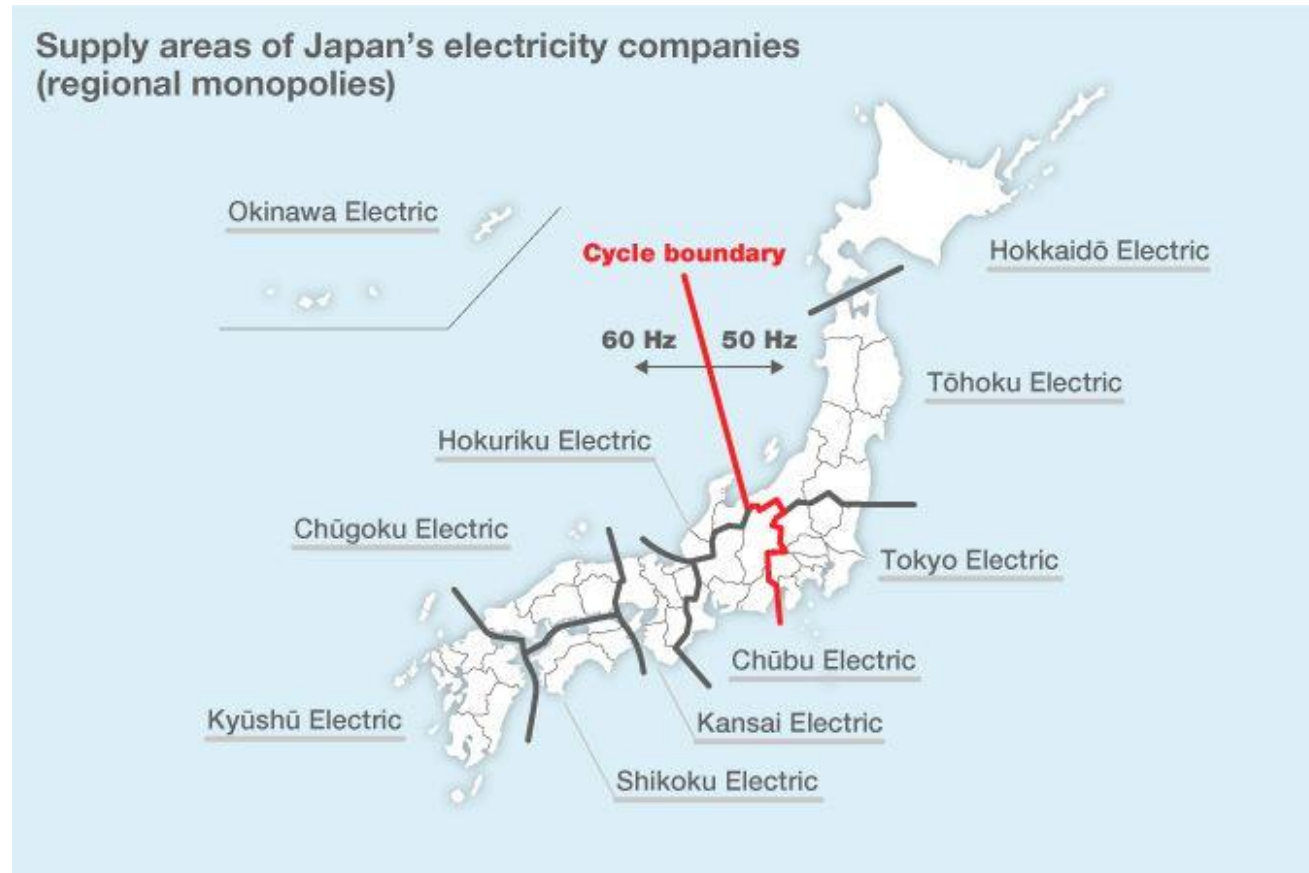 Supply areas of Japan's electricity companies
(regional monopolies)
Okinawa Electric
Cycle boundary
Hokkaidō Electric
60 Hz
50 Hz
Tōhoku Electric
Hokuriku Electric
Chūgoku Electric
Tokyo Electric
Chūbu Electric
Kyūshū Electric
Kansai Electric
Shikoku Electric